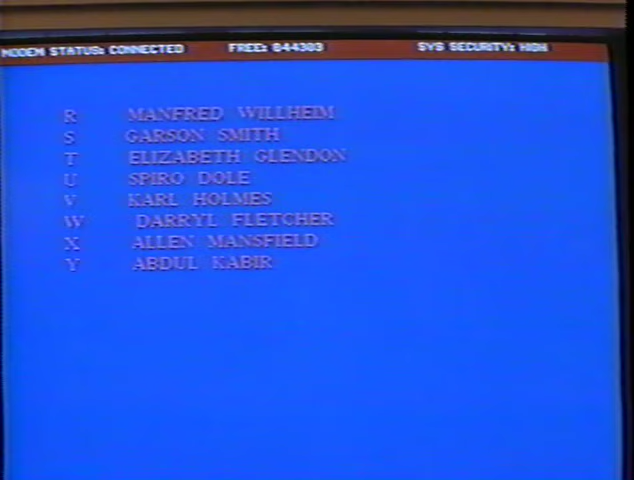 MODEM STATUS: CONNECTED FREE: 644303 SYS SECURITY: HIGH
R MANFRED WILLHEIM
S GARSON SMITH
T ELIZABETH GLENDON
U SPIRO DOLE
V KARL HOLMES
W DARRYL FLETCHER
X ALLEN MANSFIELD
Y ABDUL KABIR